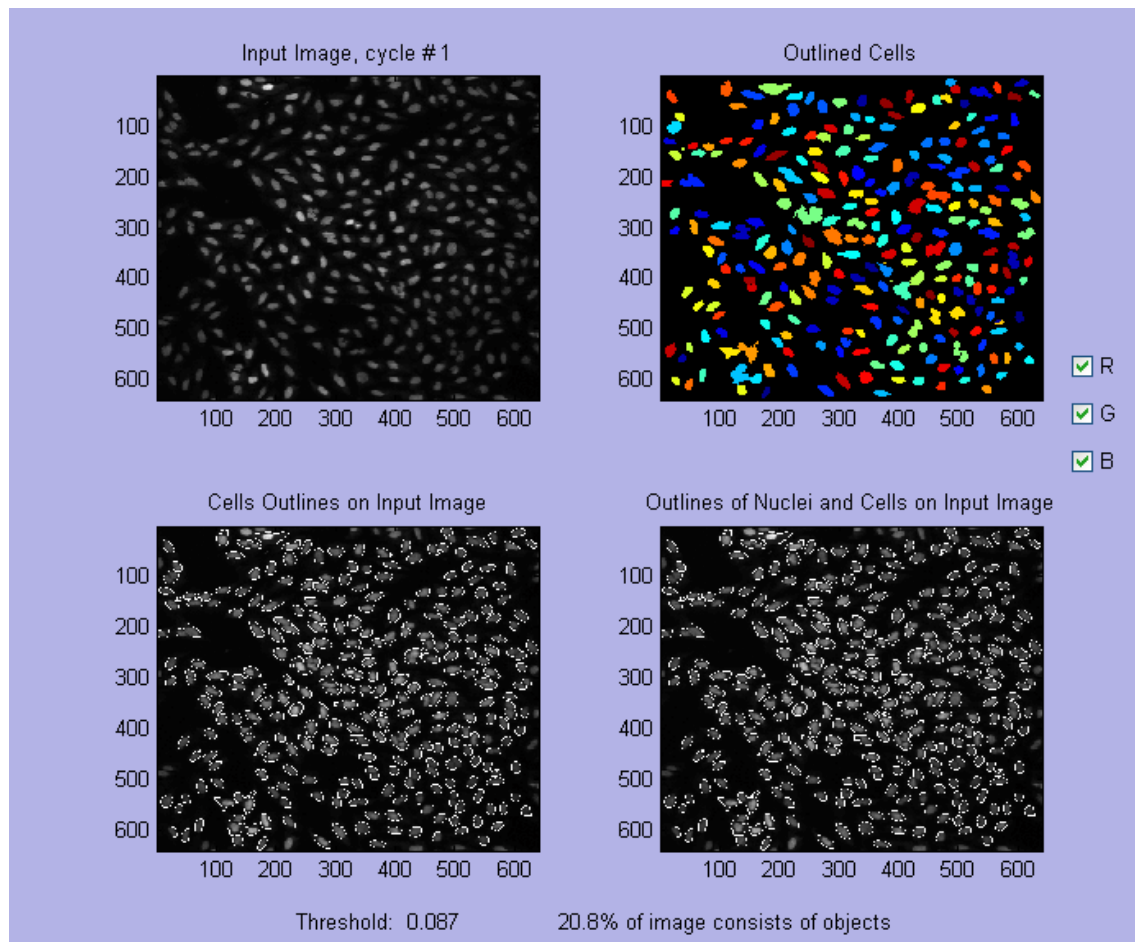 Input Image, cycle #1
Outlined Cells
100
200
300
400
500
600
100 200 300 400 500 600
100
200
300
400
500
600
100 200 300 400 500 600
R
G
B
Cells Outlines on Input Image
Outlines of Nuclei and Cells on Input Image
100
200
300
400
500
600
100 200 300 400 500 600
100
200
300
400
500
600
100 200 300 400 500 600
Threshold: 0.087
20.8% of image consists of objects